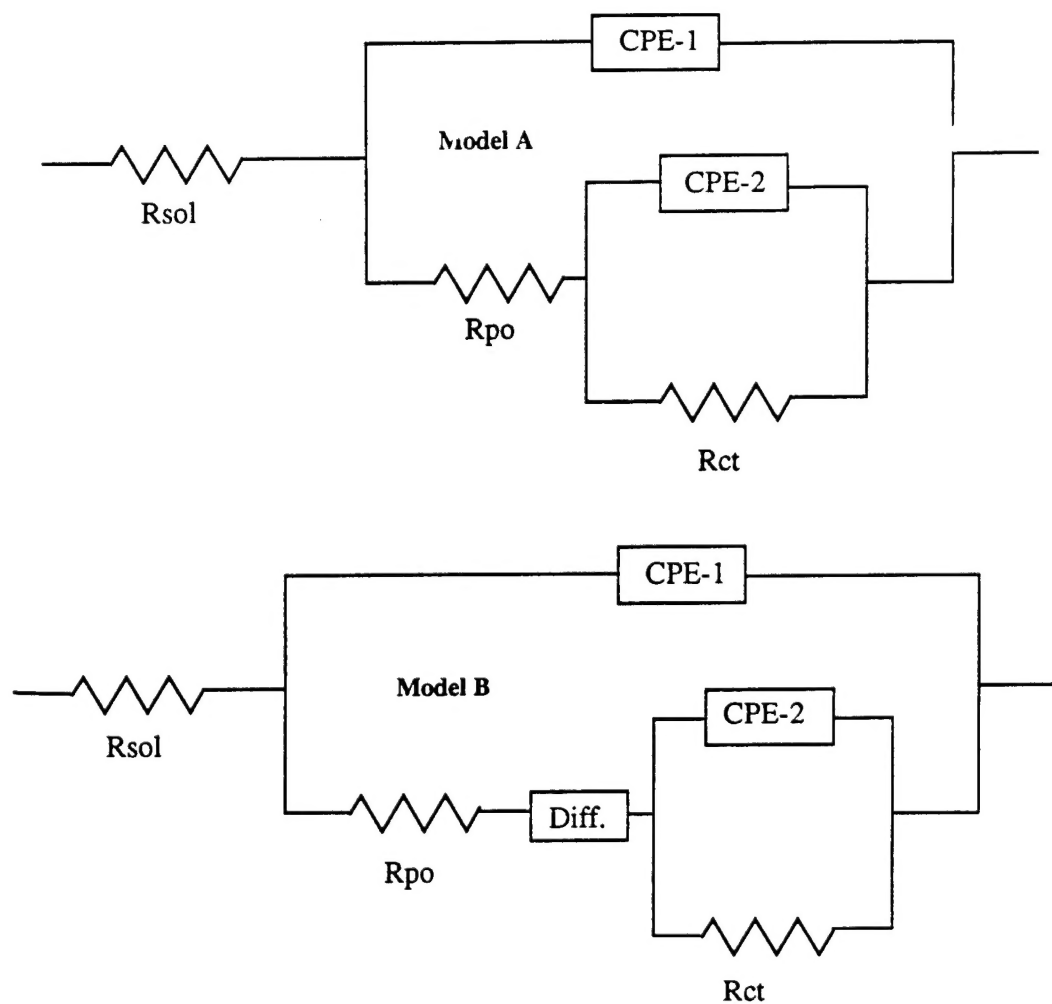 CPE-1
Model A
CPE-2
Rsol
Rpo
Rct
CPE-1
Model B
CPE-2
Rsol
Diff.
Rpo
Rct